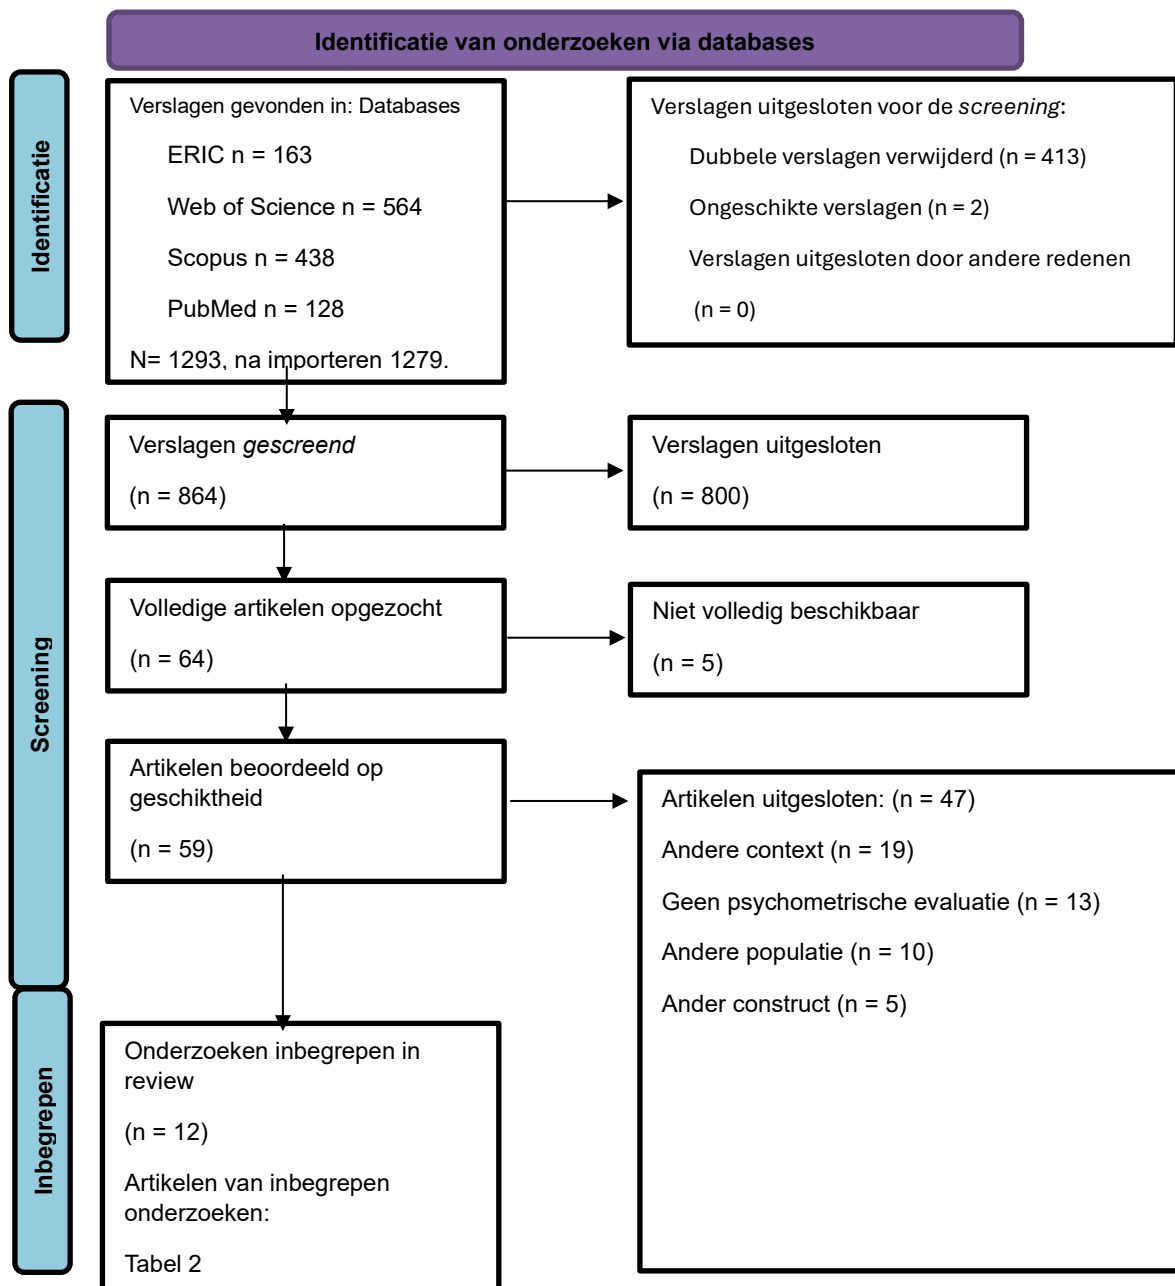 Identificatie van onderzoeken via databases
Identificatie
Verslagen gevonden in: Databases
ERIC n = 163
Web of Science n = 564
Scopus n = 438
PubMed n = 128
N= 1293, na importeren 1279.
Verslagen uitgesloten voor de screening:
Dubbele verslagen verwijderd (n = 413)
Ongeschikte verslagen (n = 2)
Verslagen uitgesloten door andere redenen
(n = 0)
Screening
Verslagen gescreend
(n = 864)
Verslagen uitgesloten
(n = 800)
Volledige artikelen opgezocht
(n = 64)
Niet volledig beschikbaar
(n = 5)
Artikelen beoordeeld op
geschiktheid
(n = 59)
Artikelen uitgesloten: (n = 47)
Andere context (n = 19)
Geen psychometrische evaluatie (n = 13)
Andere populatie (n = 10)
Ander construct (n = 5)
Inbegrepen
Onderzoeken inbegrepen in
review
(n = 12)
Artikelen van inbegrepen
onderzoeken:
Tabel 2